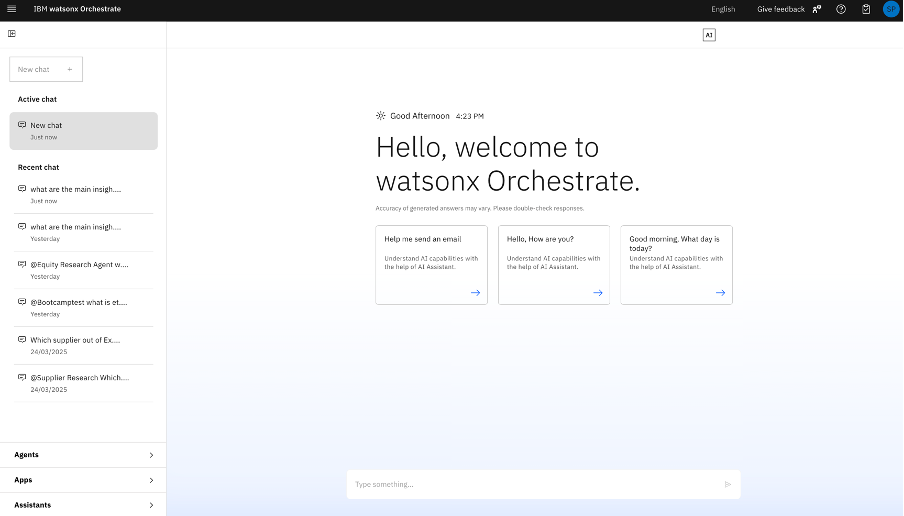 IBM watsonx Orchestrate
English
Give feedback
SP
AI
New chat +
Active chat
New chat
Just now
Recent chat
what are the main insigh....
Just now
what are the main insigh....
Yesterday
@Equity Research Agent w....
Yesterday
@Bootcamptest what is et....
Yesterday
Which supplier out of Ex....
24/03/2025
@Supplier Research Which....
24/03/2025
Agents
Apps
Assistants
Good Afternoon 4:23 PM
Hello, welcome to
watsonx Orchestrate.
Accuracy of generated answers may vary. Please double-check responses.
Help me send an email
Understand AI capabilities with
the help of AI Assistant.
Hello, How are you?
Understand AI capabilities with
the help of AI Assistant.
Good morning. What day is
today?
Understand AI capabilities with
the help of AI Assistant.
Type something...